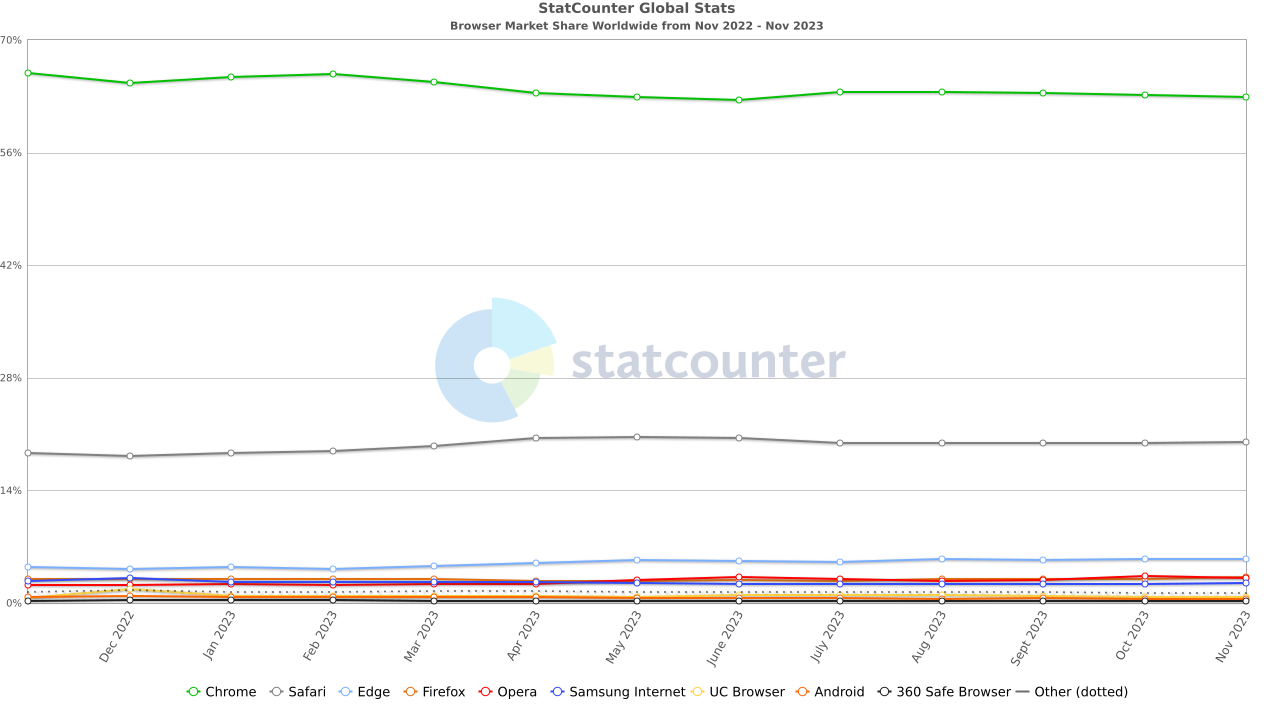 StatCounter Global Stats
Browser Market Share Worldwide from Nov 2022 - Nov 2023
70%
56%
42%
28%
14%
0%
statcounter
Dec 2022 Jan 2023 Feb 2023 Mar 2023 Apr 2023 May 2023 June 2023 July 2023 Aug 2023 Sept 2023 Oct 2023 Nov 2023
Chrome Safari Edge Firefox Opera Samsung Internet UC Browser Android 360 Safe Browser Other (dotted)